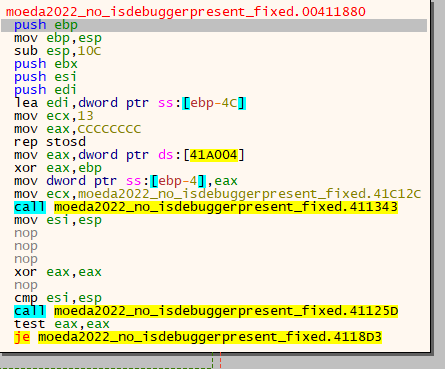 moeda2022_no_isdebuggerpresent_fixed.00411880
push ebp
mov ebp,esp
sub esp,10C
push ebx
push esi
push edi
lea edi,dword ptr ss:[ebp-4C]
mov ecx,13
mov eax,CCCCCCCC
rep stosd
mov eax,dword ptr ds:[41A004]
xor eax,ebp
mov dword ptr ss:[ebp-4],eax
mov ecx,moeda2022_no_isdebuggerpresent_fixed.41C12C
call moeda2022_no_isdebuggerpresent_fixed.411343
mov esi,esp
nop
nop
nop
xor eax,eax
nop
cmp esi,esp
call moeda2022_no_isdebuggerpresent_fixed.41125D
test eax,eax
je moeda2022_no_isdebuggerpresent_fixed.4118D3